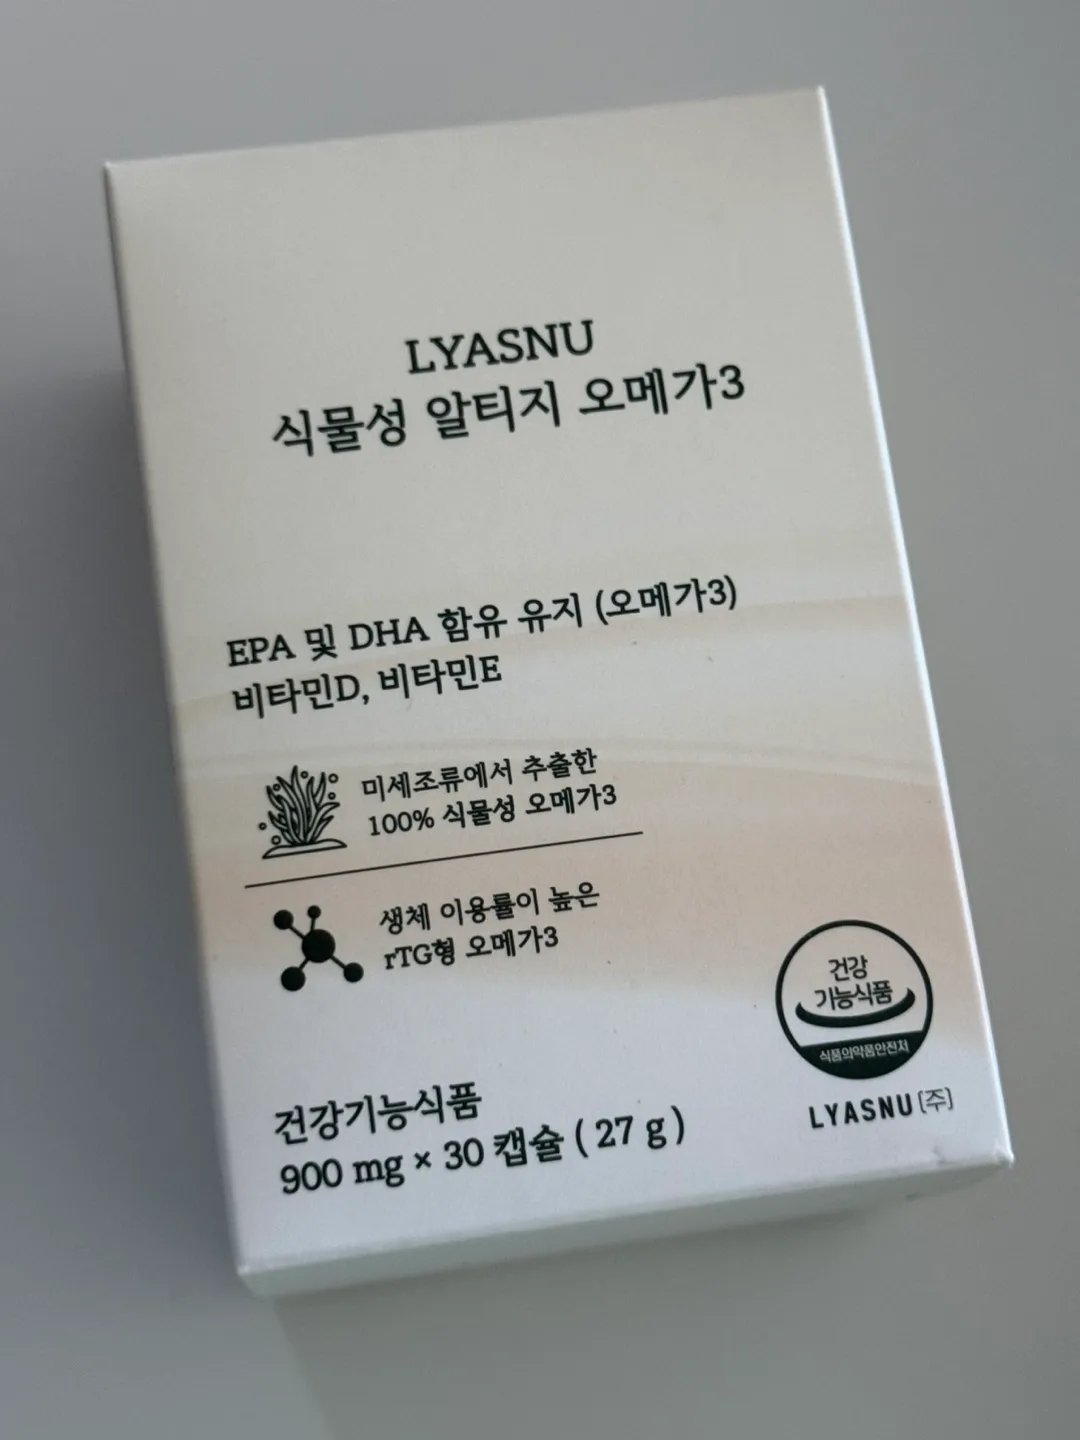 LYASNU
식물성 알티지 오메가3
EPA 및 DHA 함유 유지 (오메가3)
비타민D, 비타민E
미세조류에서 추출한
100% 식물성 오메가3
생체 이용률이 높은
rTG형 오메가3
건강
기능식품
식품의약품안전처
LYASNU(주)
건강기능식품
900 mg × 30 캡슐 ( 27 g )